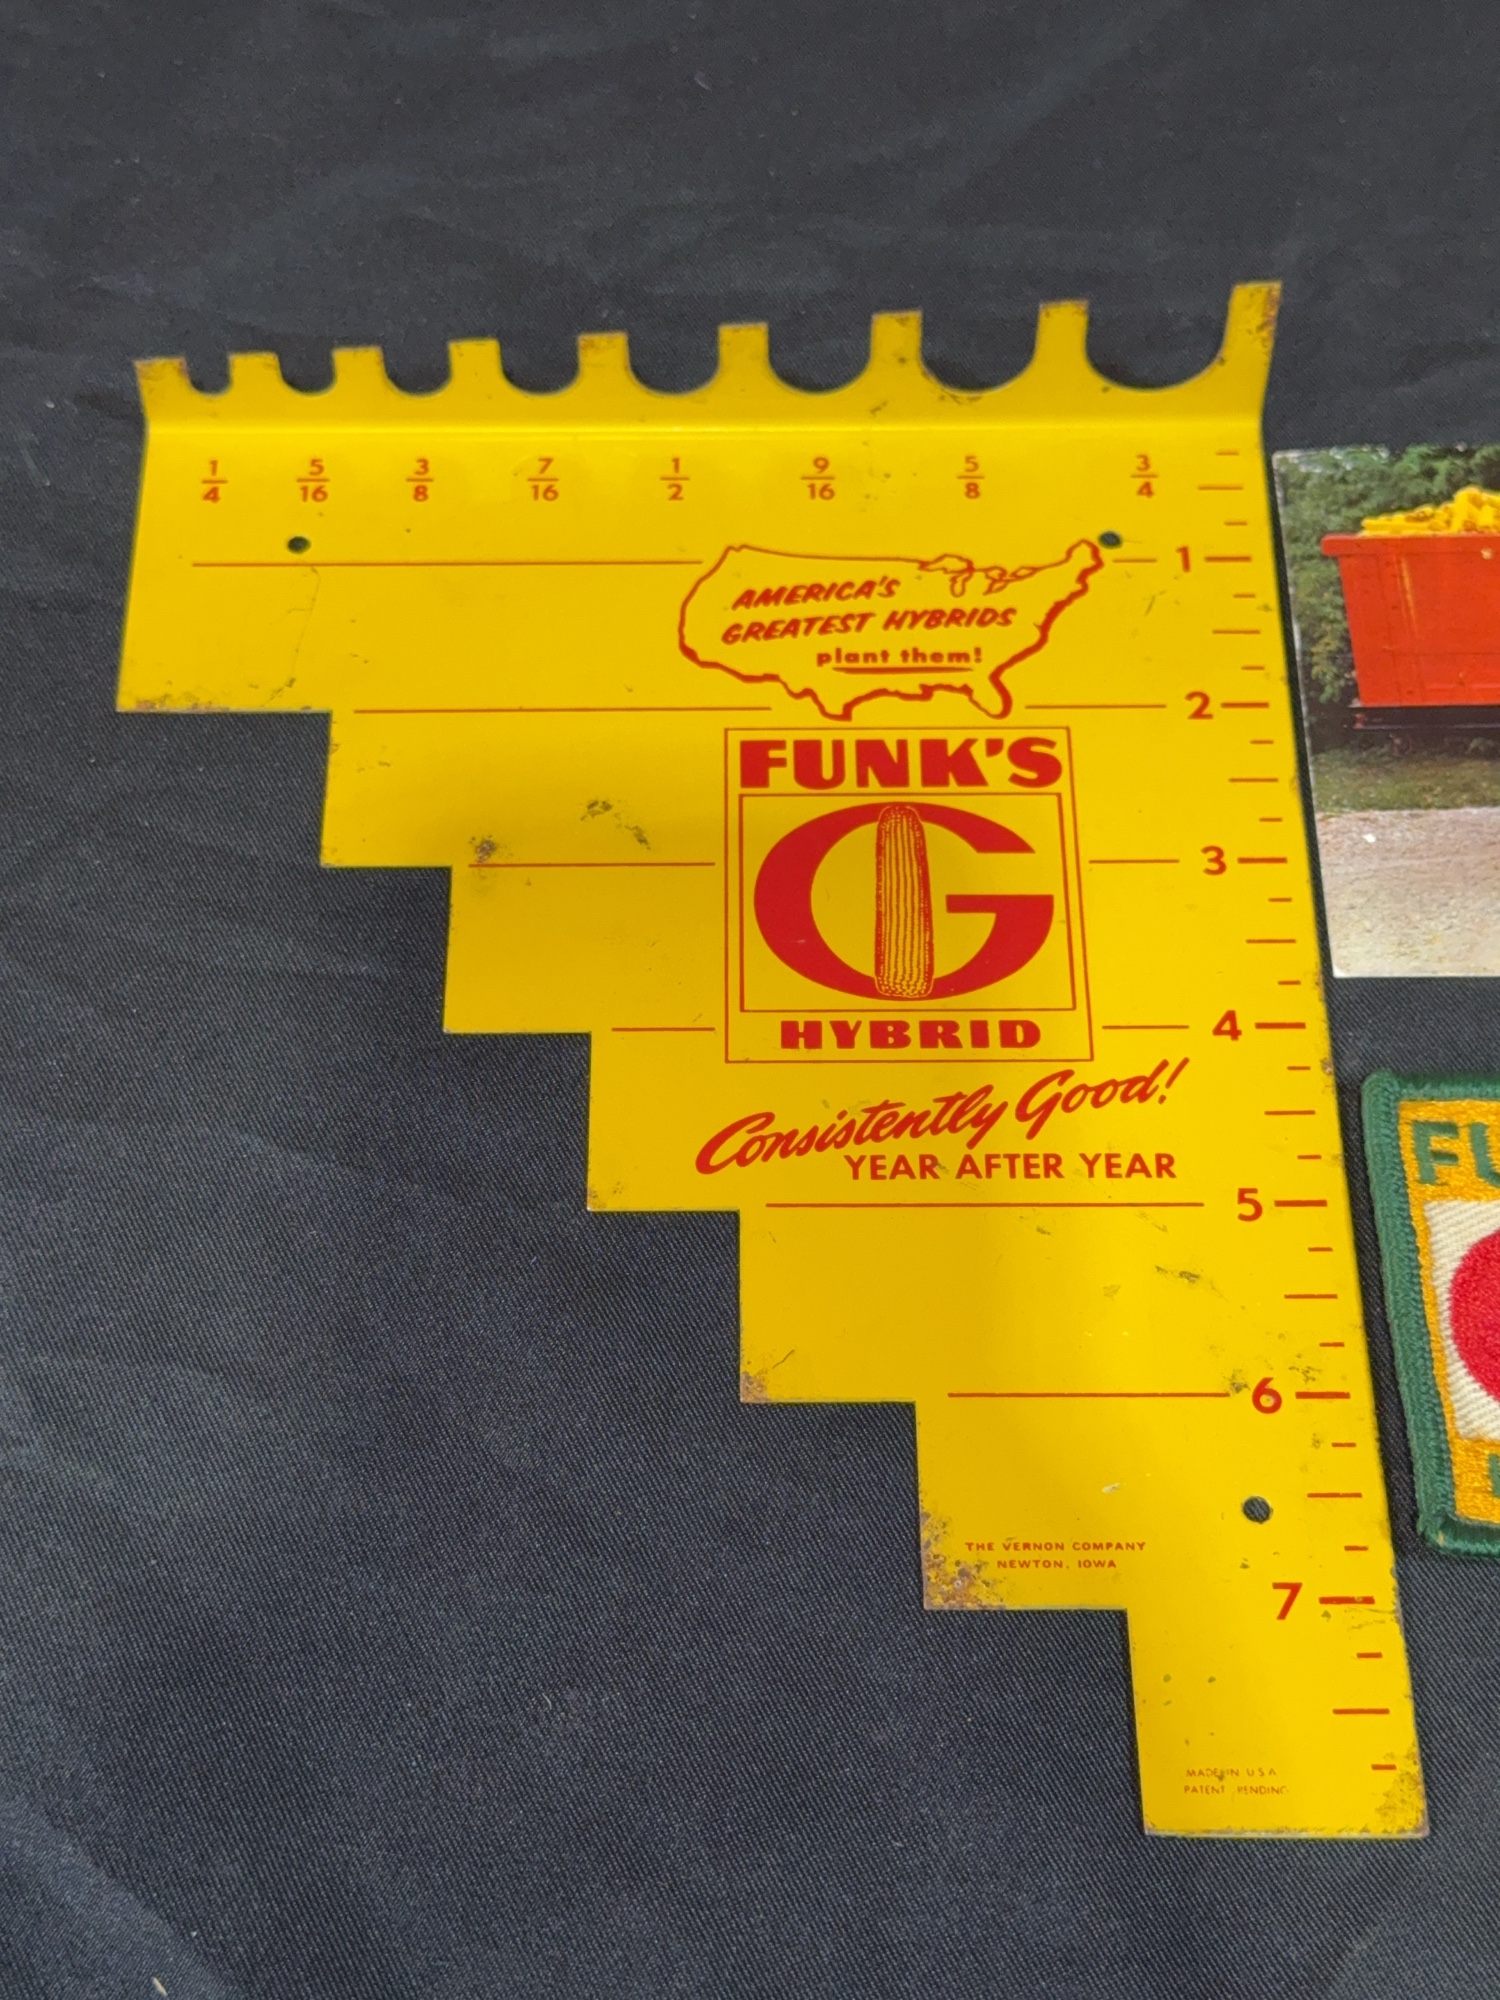 1/4 5/16 3/8 7/16 1/2 9/16 5/8 3/4
1
AMERICA'S
GREATEST HYBRIDS
plant them!
2
FUNK'S
G
3
HYBRID
4
Consistently Good!
YEAR AFTER YEAR
5
6
THE VERNON COMPANY
NEWTON, IOWA
7
MADE IN U S A
PATENT PENDING
FU